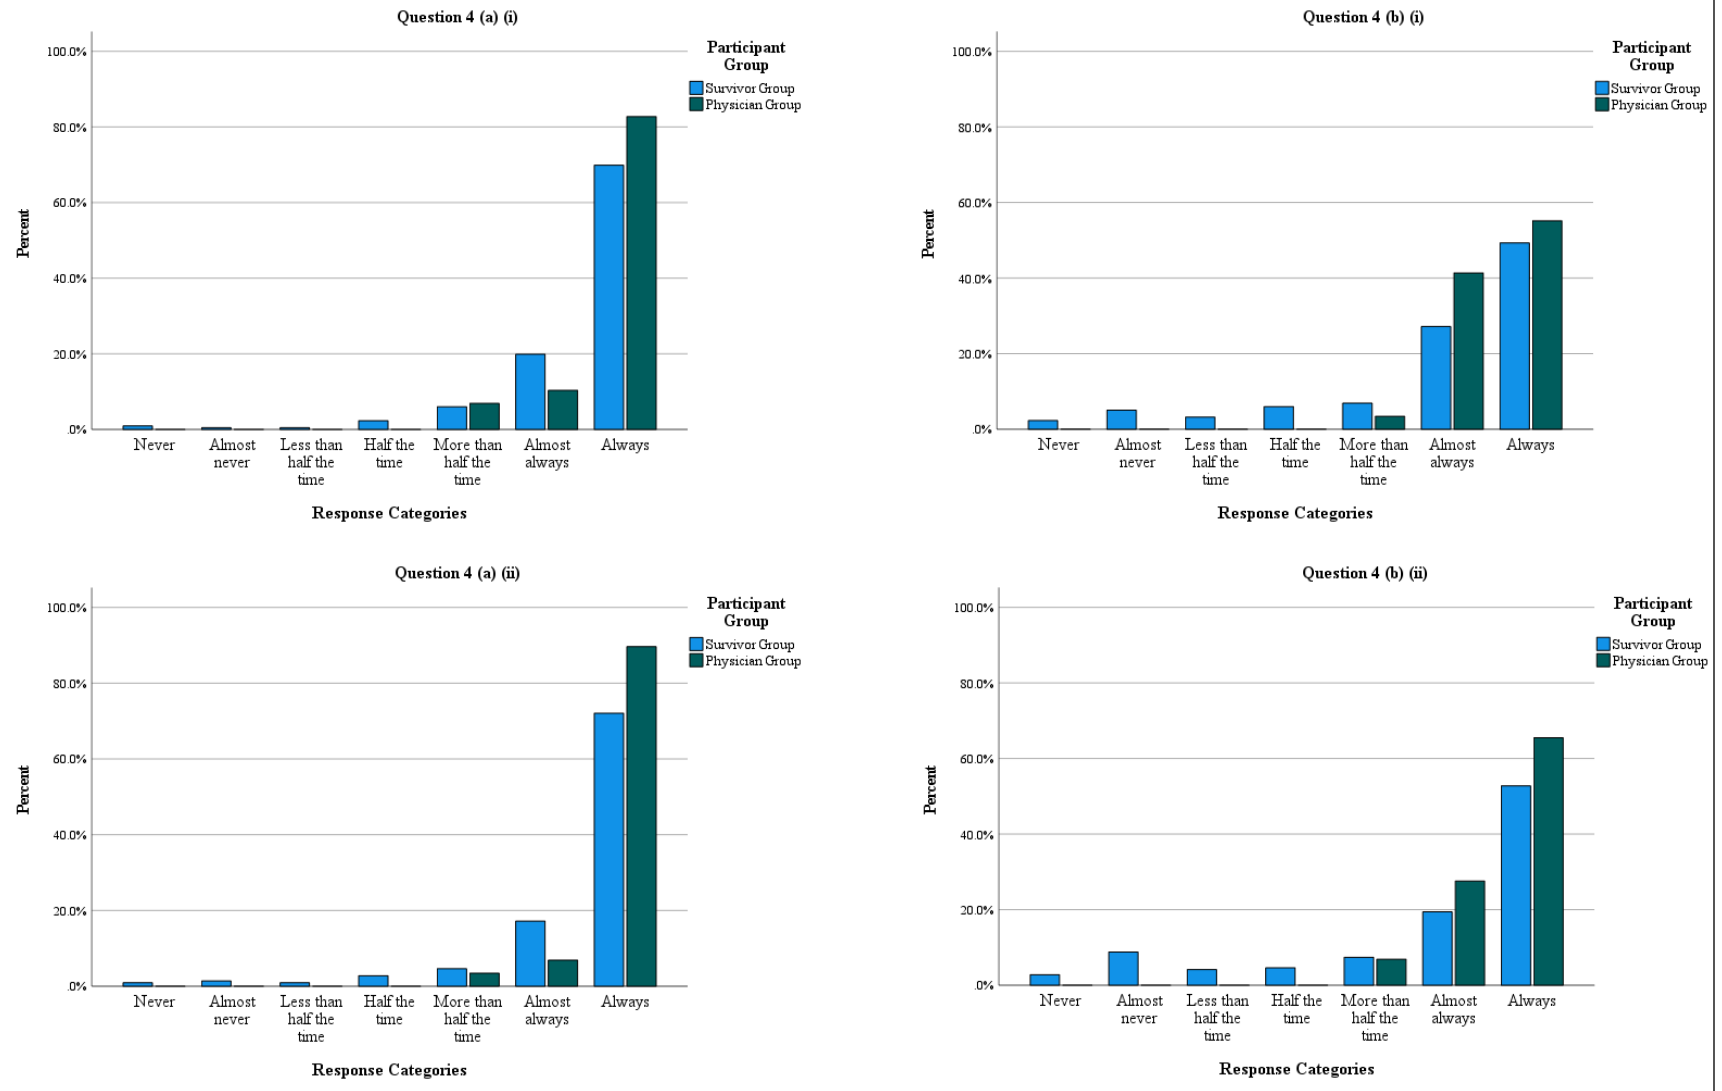 Question 4 (a) (i)
100.0%
80.0%
60.0%
40.0%
20.0%
.0%
Percent
Never
Almost
never
Less than
half the
time
Half the
time
More than
half the
time
Almost
always
Always
Response Categories
Participant
Group
Survivor Group
Physician Group
Question 4 (b) (i)
100.0%
80.0%
60.0%
40.0%
20.0%
.0%
Percent
Never
Almost
never
Less than
half the
time
Half the
time
More than
half the
time
Almost
always
Always
Response Categories
Participant
Group
Survivor Group
Physician Group
Question 4 (a) (ii)
100.0%
80.0%
60.0%
40.0%
20.0%
.0%
Percent
Never
Almost
never
Less than
half the
time
Half the
time
More than
half the
time
Almost
always
Always
Response Categories
Participant
Group
Survivor Group
Physician Group
Question 4 (b) (ii)
100.0%
80.0%
60.0%
40.0%
20.0%
.0%
Percent
Never
Almost
never
Less than
half the
time
Half the
time
More than
half the
time
Almost
always
Always
Response Categories
Participant
Group
Survivor Group
Physician Group